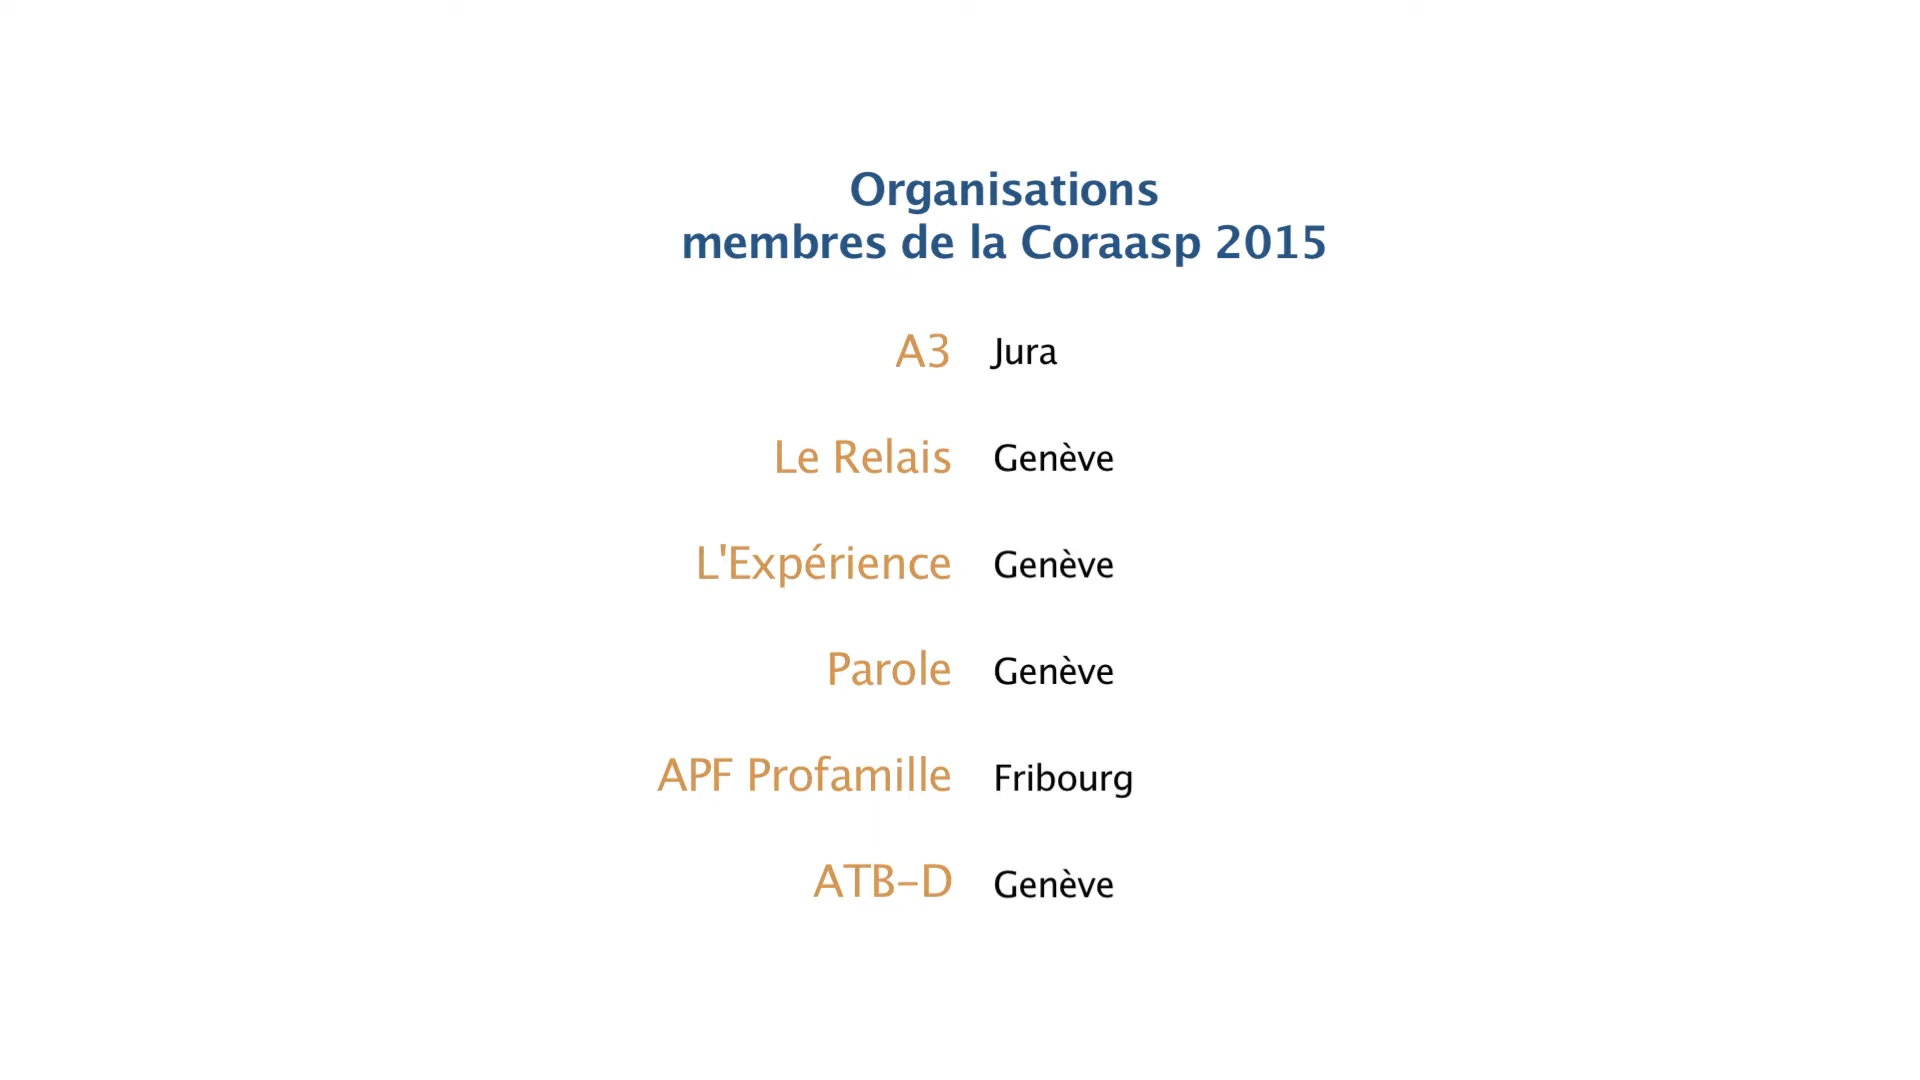 Organisations
membres de la Coraasp 2015
A3 Jura
Le Relais Genève
L'Expérience Genève
Parole Genève
APF Profamille Fribourg
ATB-D Genève